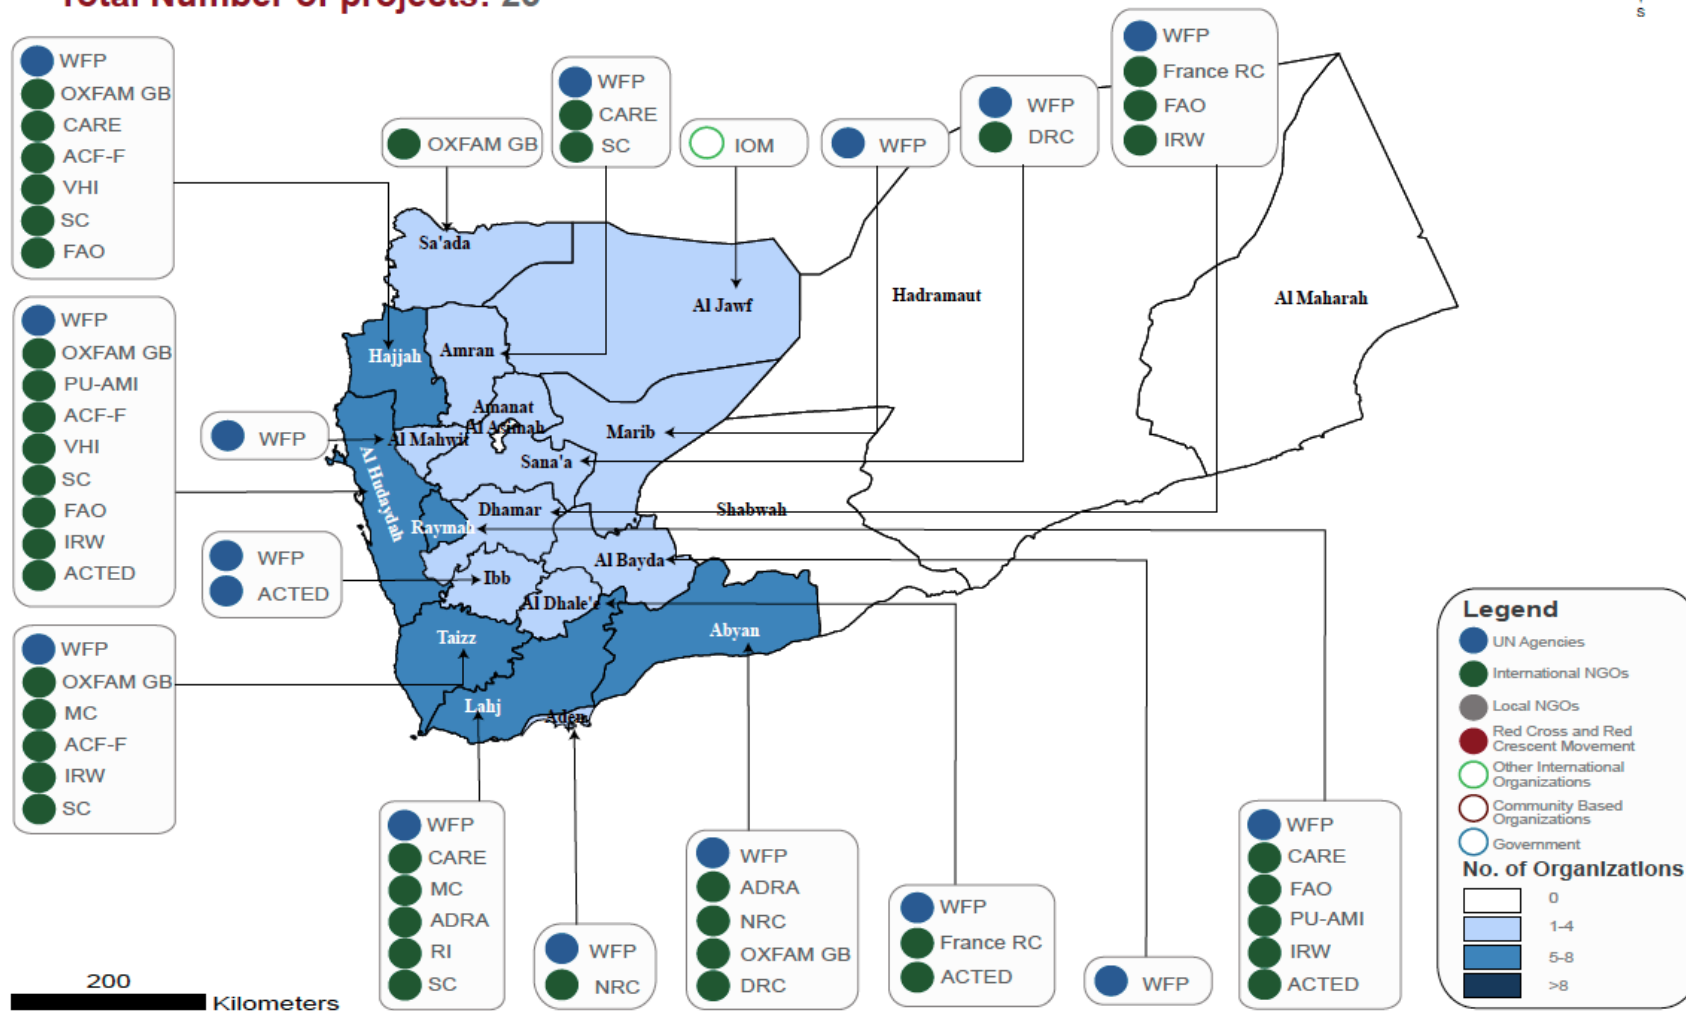 Total Number of projects: 20
S
WFP
OXFAM GB
CARE
ACF-F
VHI
SC
FAO
WFP
OXFAM GB
PU-AMI
ACF-F
VHI
SC
FAO
IRW
ACTED
WFP
OXFAM GB
MC
ACF-F
IRW
SC
WFP
WFP
ACTED
OXFAM GB
WFP
CARE
SC
IOM
WFP
WFP
DRC
WFP
France RC
FAO
IRW
Sa'ada
Al Jawf
Hadramaut
Al Maharah
Hajjah
Amran
Amanat
Al Asimah
Al Mahwit
Marib
Sana'a
Al Hudaydah
Dhamar
Shabwah
Raymah
Al Bayda
Ibb
Al Dhale'e
Taizz
Abyan
Lahj
Aden
WFP
CARE
MC
ADRA
RI
SC
WFP
NRC
WFP
ADRA
NRC
OXFAM GB
DRC
WFP
France RC
ACTED
WFP
WFP
CARE
FAO
PU-AMI
IRW
ACTED
Legend
UN Agencies
International NGOs
Local NGOs
Red Cross and Red
Crescent Movement
Other International
Organizations
Community Based
Organizations
Government
No. of Organizations
0
1-4
5-8
>8
200
Kilometers